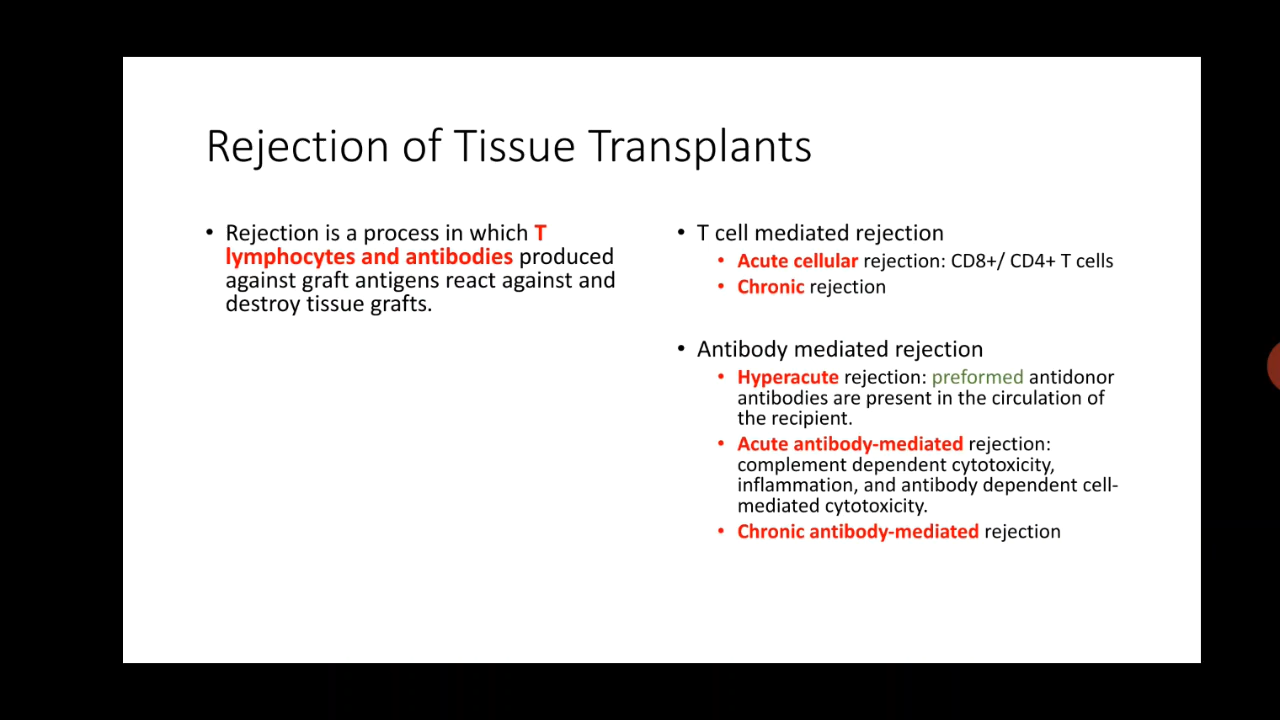 Rejection of Tissue Transplants
• Rejection is a process in which T
lymphocytes and antibodies produced
against graft antigens react against and
destroy tissue grafts.
• T cell mediated rejection
• Acute cellular rejection: CD8+/ CD4+ T cells
• Chronic rejection
• Antibody mediated rejection
• Hyperacute rejection: preformed antidonor
antibodies are present in the circulation of
the recipient.
• Acute antibody-mediated rejection:
complement dependent cytotoxicity,
inflammation, and antibody dependent cell-
mediated cytotoxicity.
• Chronic antibody-mediated rejection